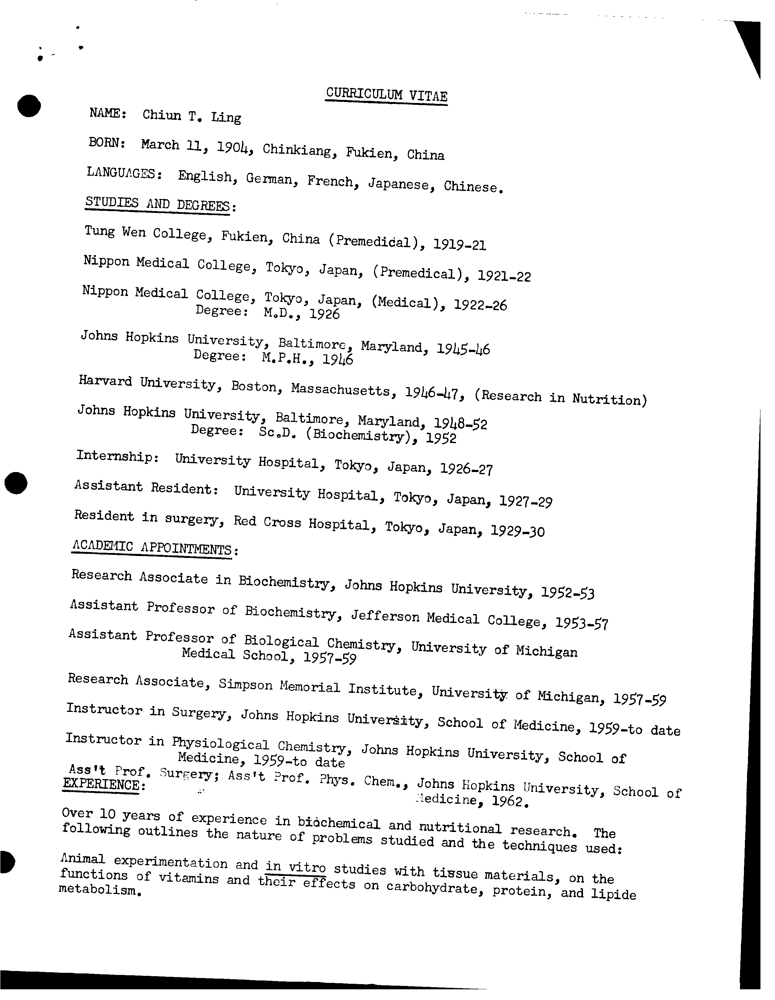 CURRICULUM VITAE
NAME: Chiun T. Ling
BORN: March 11, 1904, Chinkiang, Fukien, China
LANGUAGES: English, German, French, Japanese, Chinese.
STUDIES AND DEGREES:
Tung Wen College, Fukien, China (Premedical), 1919-21
Nippon Medical College, Tokyo, Japan, (Premedical), 1921-22
Nippon Medical College, Tokyo, Japan, (Medical), 1922-26
Degree: M.D., 1926
Johns Hopkins University, Baltimore, Maryland, 1945-46
Degree: M.P.H., 1946
Harvard University, Boston, Massachusetts, 1946-47, (Research in Nutrition)
Johns Hopkins University, Baltimore, Maryland, 1948-52
Degree: Sc.D. (Biochemistry), 1952
Internship: University Hospital, Tokyo, Japan, 1926-27
Assistant Resident: University Hospital, Tokyo, Japan, 1927-29
Resident in surgery, Red Cross Hospital, Tokyo, Japan, 1929-30
ACADEMIC APPOINTMENTS:
Research Associate in Biochemistry, Johns Hopkins University, 1952-53
Assistant Professor of Biochemistry, Jefferson Medical College, 1953-57
Assistant Professor of Biological Chemistry, University of Michigan
Medical School, 1957-59
Research Associate, Simpson Memorial Institute, University of Michigan, 1957-59
Instructor in Surgery, Johns Hopkins University, School of Medicine, 1959-to date
Instructor in Physiological Chemistry, Johns Hopkins University, School of
Medicine, 1959-to date
Ass't Prof. Surgery; Ass't Prof. Phys. Chem., Johns Hopkins University, School of
Medicine, 1962.
EXPERIENCE:
Over 10 years of experience in biochemical and nutritional research. The
following outlines the nature of problems studied and the techniques used:
Animal experimentation and in vitro studies with tissue materials, on the
functions of vitamins and their effects on carbohydrate, protein, and lipide
metabolism.